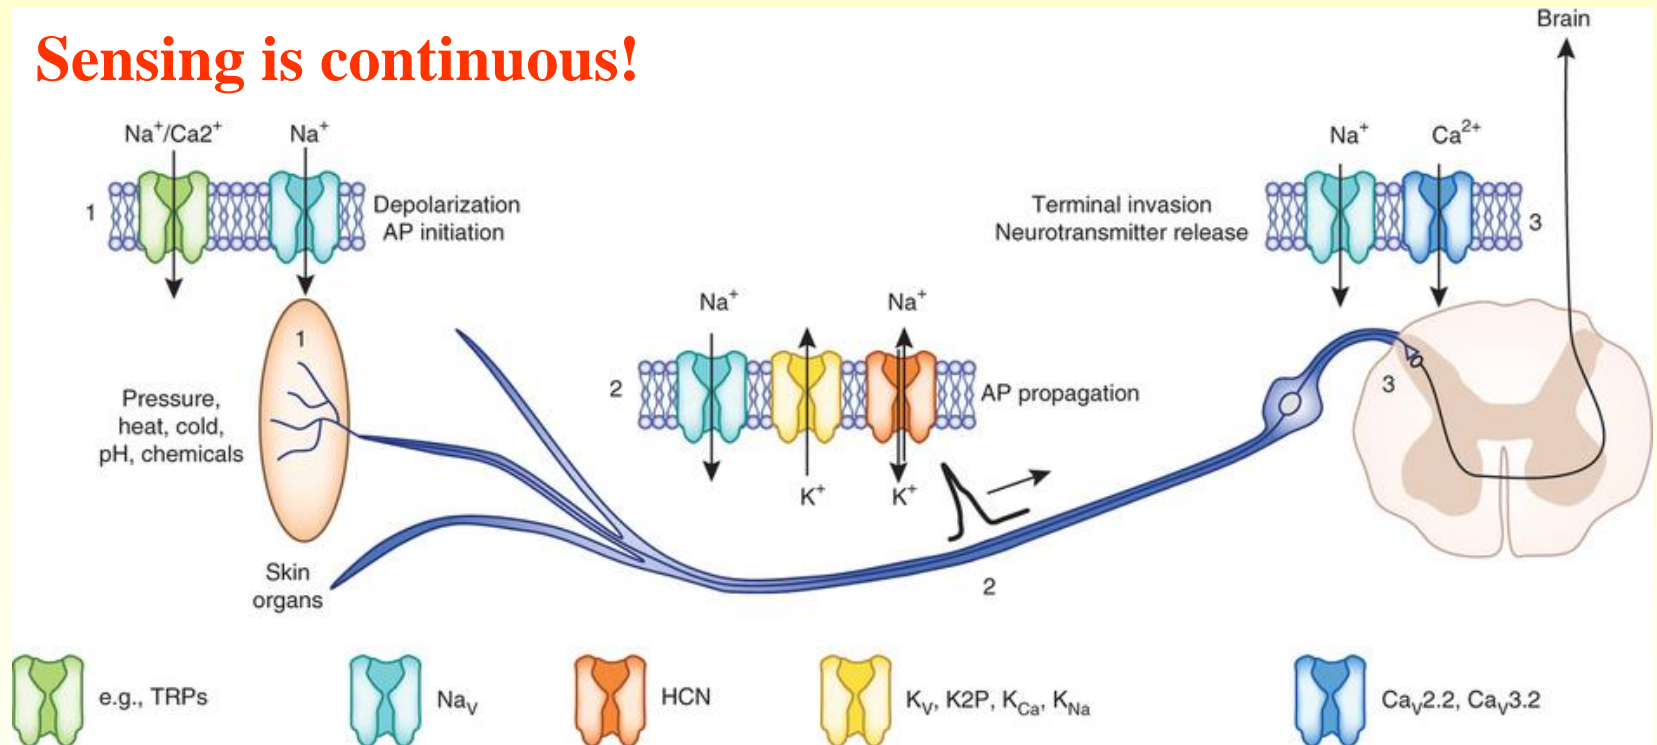 Sensing is continuous!
Brain
Na⁺/Ca2⁺
Na⁺
1
Depolarization
AP initiation
Na⁺
Ca²⁺
Terminal invasion
Neurotransmitter release
3
1
Pressure,
heat, cold,
pH, chemicals
Skin
organs
Na⁺
Na⁺
2
AP propagation
K⁺
K⁺
2
3
e.g., TRPs
Naᵥ
HCN
Kᵥ, K2P, K_Ca, K_Na
Caᵥ2.2, Caᵥ3.2